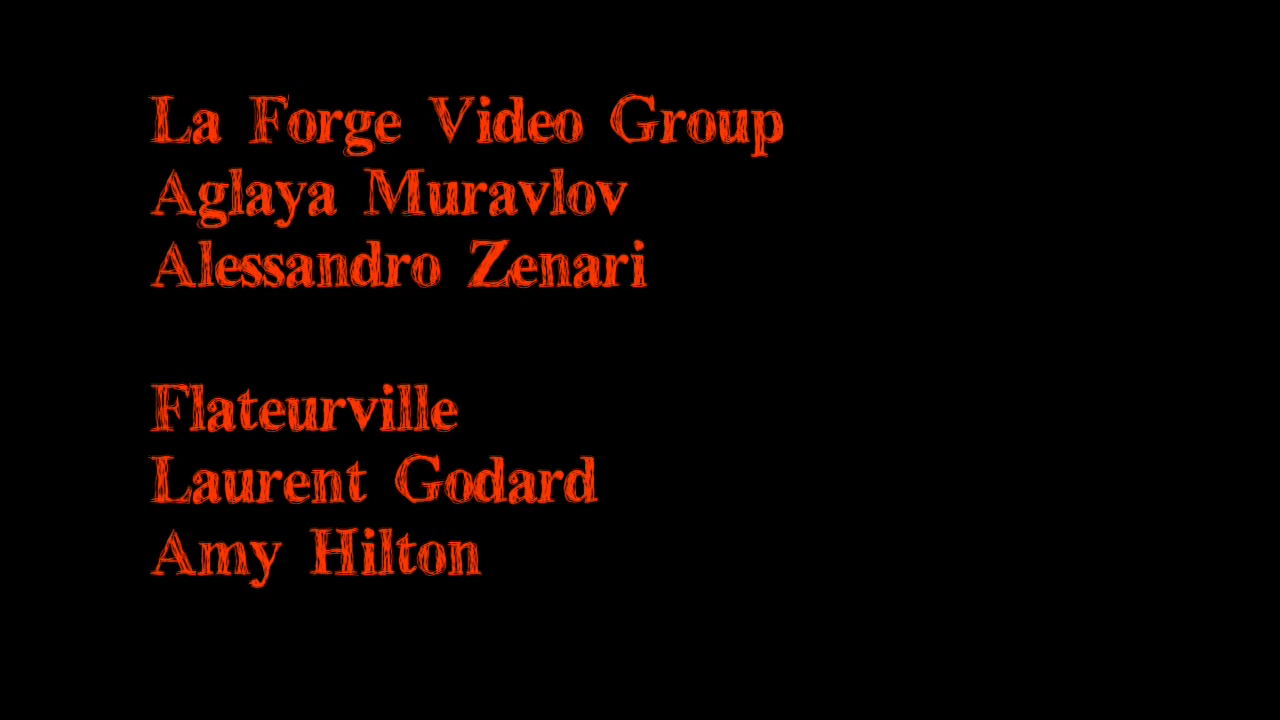 La Forge Video Group
Aglaya Muravlov
Alessandro Zenari
Flateurville
Laurent Godard
Amy Hilton